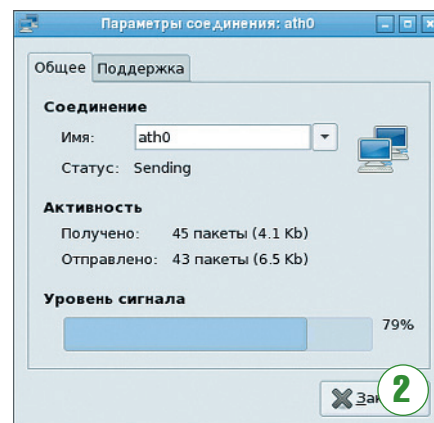 Параметры соединения: ath0
Общее Поддержка
Соединение
Имя: ath0
Статус: Sending
Активность
Получено: 45 пакеты (4.1 Kb)
Отправлено: 43 пакеты (6.5 Kb)
Уровень сигнала
79%
2